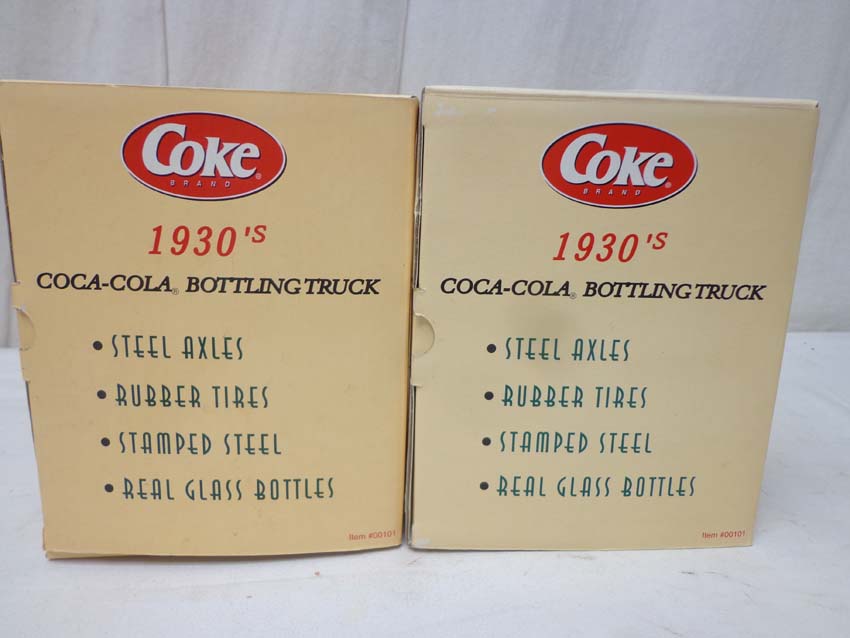 Coke
BRAND
1930'S
COCA-COLA® BOTTLING TRUCK
• STEEL AXLES
• RUBBER TIRES
• STAMPED STEEL
• REAL GLASS BOTTLES
Item #00101
Coke
BRAND
1930'S
COCA-COLA® BOTTLING TRUCK
• STEEL AXLES
• RUBBER TIRES
• STAMPED STEEL
• REAL GLASS BOTTLES
Item #00101